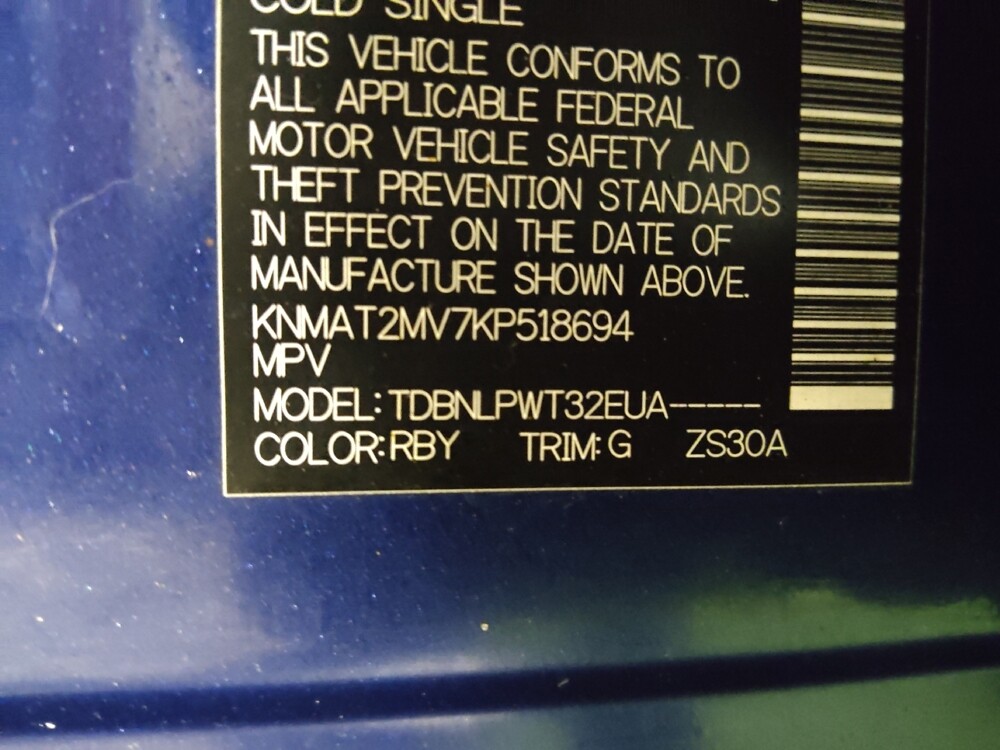 COLD SINGLE
THIS VEHICLE CONFORMS TO
ALL APPLICABLE FEDERAL
MOTOR VEHICLE SAFETY AND
THEFT PREVENTION STANDARDS
IN EFFECT ON THE DATE OF
MANUFACTURE SHOWN ABOVE.
KNMAT2MV7KP518694
MPV
MODEL: TDBNLPWT32EUA-----
COLOR: RBY TRIM: G ZS30A